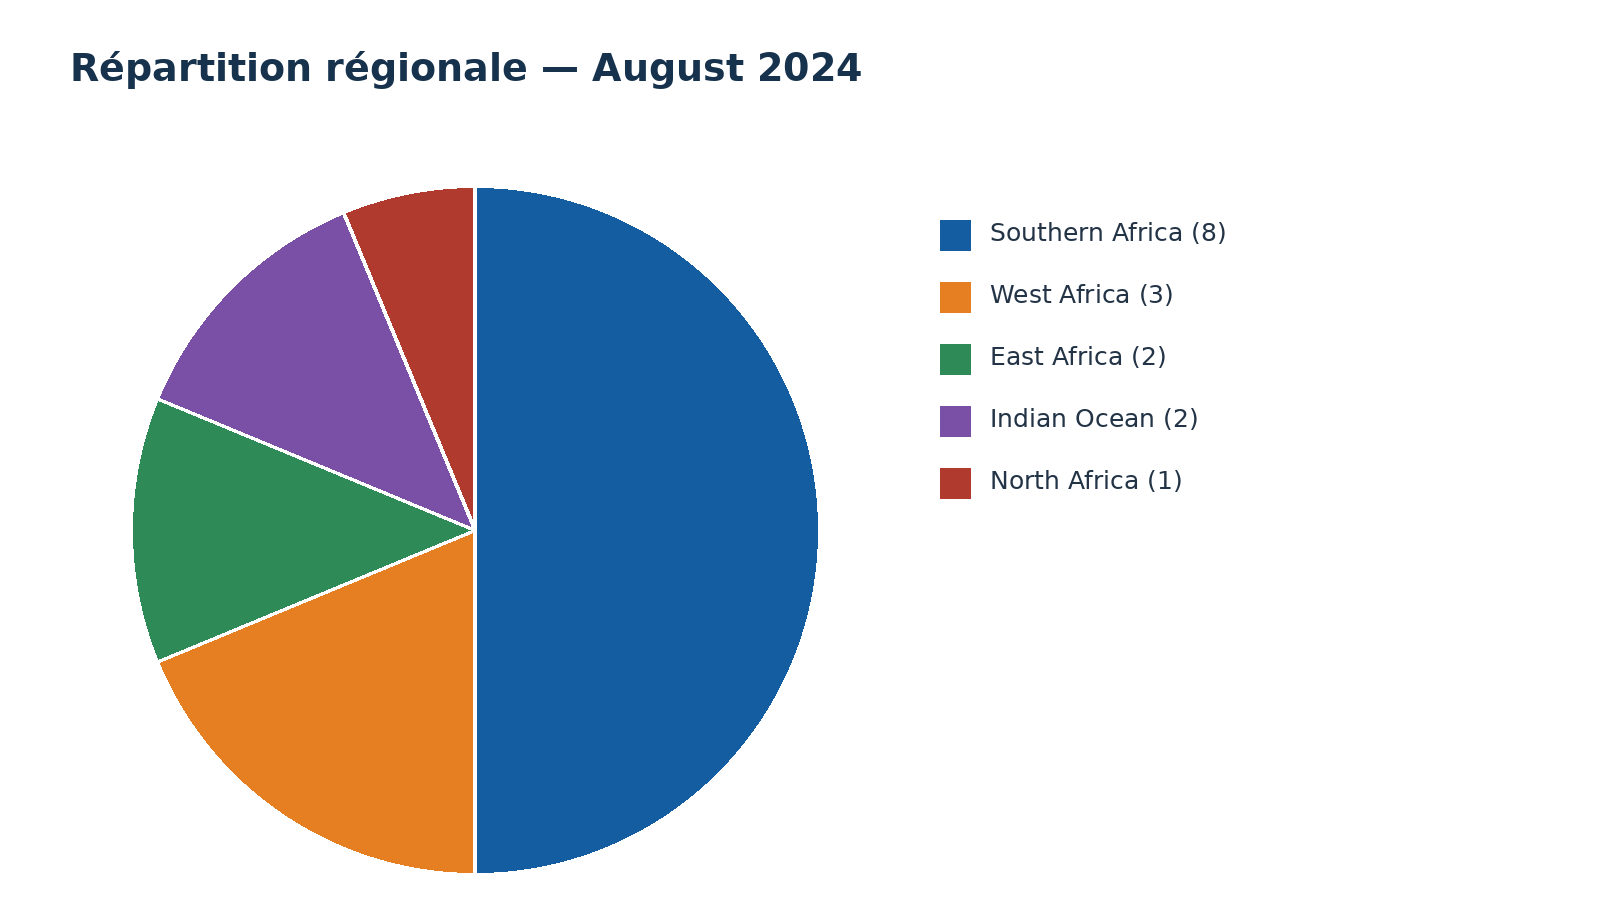 Répartition régionale — August 2024
Southern Africa (8)
West Africa (3)
East Africa (2)
Indian Ocean (2)
North Africa (1)